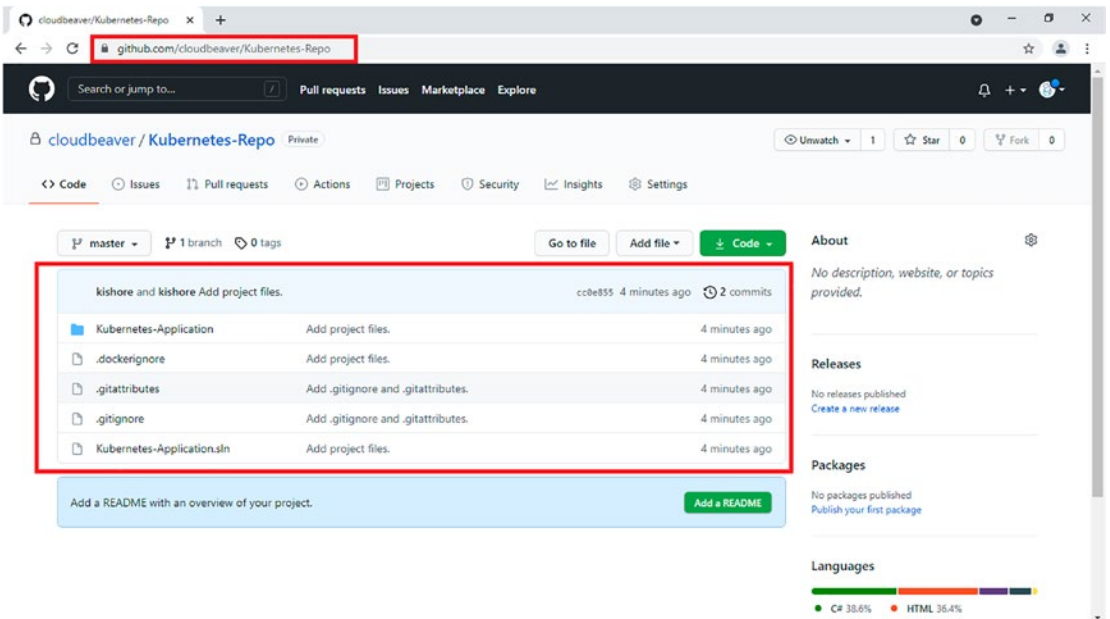 cloudbeaver/Kubernetes-Repo
github.com/cloudbeaver/Kubernetes-Repo
Search or jump to... / Pull requests Issues Marketplace Explore
cloudbeaver / Kubernetes-Repo Private
Unwatch 1 Star 0 Fork 0
Code Issues Pull requests Actions Projects Security Insights Settings
master 1 branch 0 tags Go to file Add file Code
kishore and kishore Add project files. cc0e855 4 minutes ago 2 commits
Kubernetes-Application Add project files. 4 minutes ago
.dockerignore Add project files. 4 minutes ago
.gitattributes Add .gitignore and .gitattributes. 4 minutes ago
.gitignore Add .gitignore and .gitattributes. 4 minutes ago
Kubernetes-Application.sln Add project files. 4 minutes ago
Add a README with an overview of your project. Add a README
About
No description, website, or topics
provided.
Releases
No releases published
Create a new release
Packages
No packages published
Publish your first package
Languages
C# 38.6% HTML 36.4%